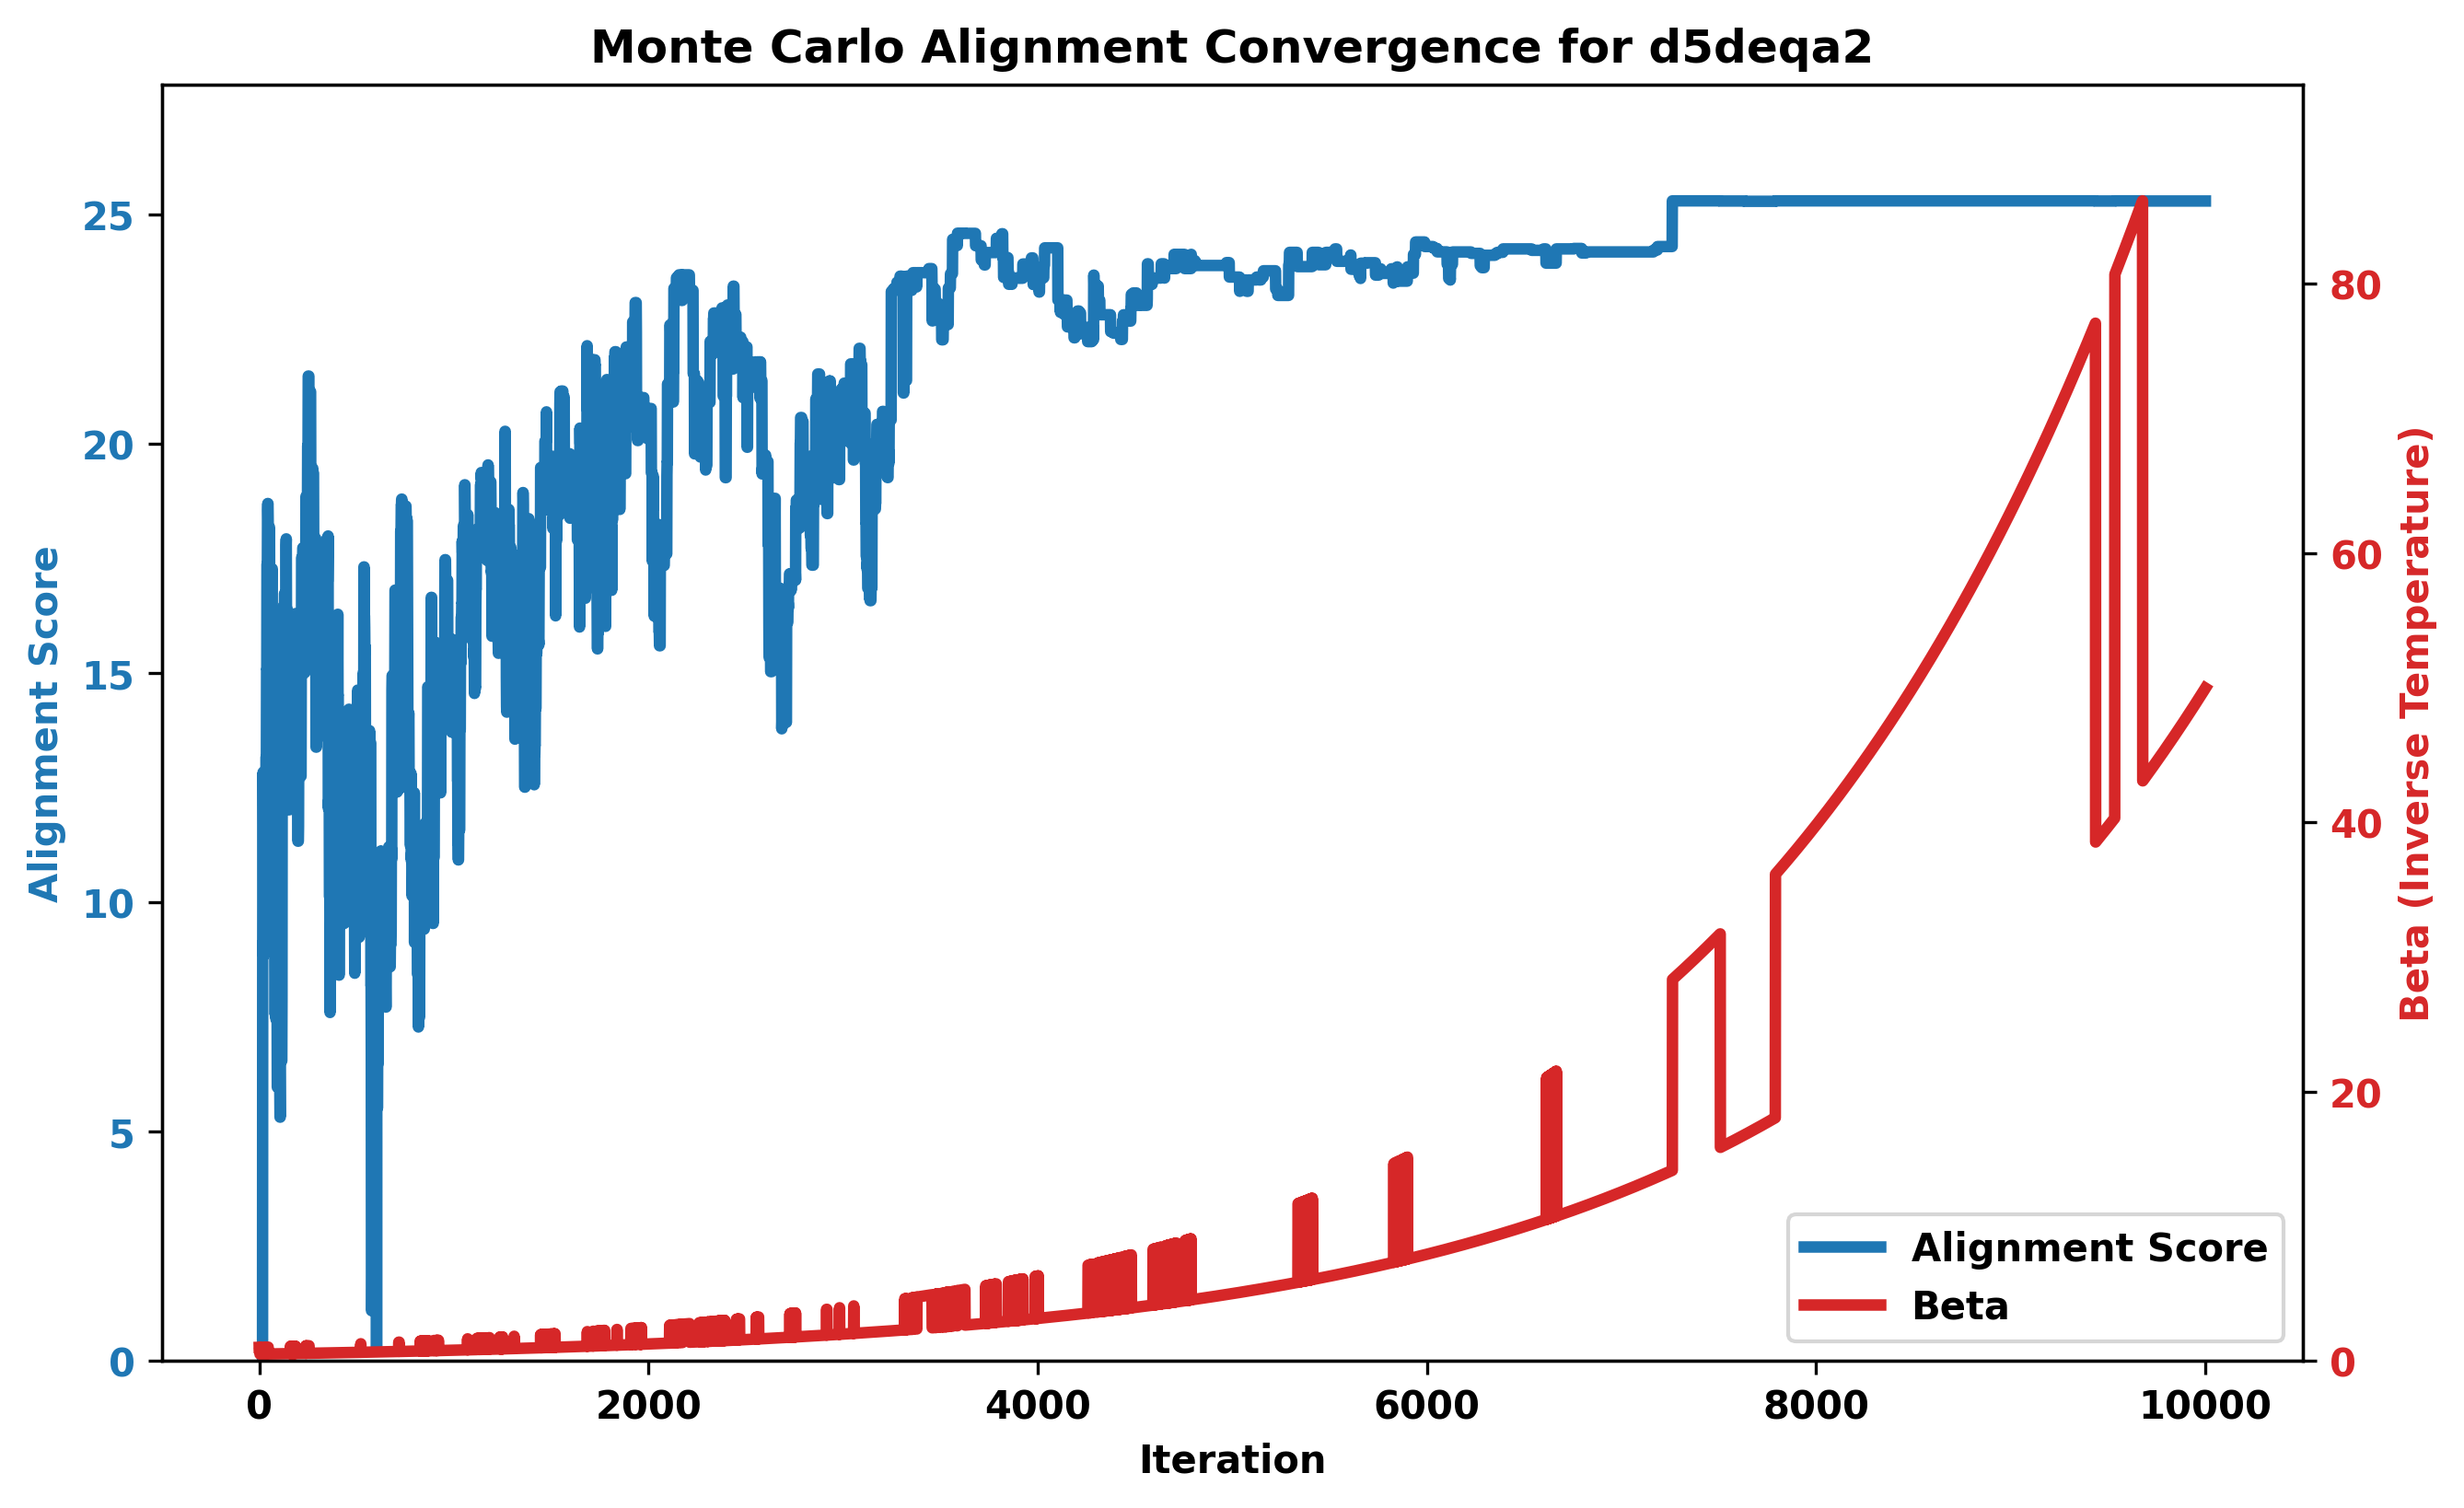 Monte Carlo Alignment Convergence for d5deqa2
Alignment Score
25
20
15
10
5
0
80
60
40
20
0
Beta (Inverse Temperature)
Alignment Score
Beta
0 2000 4000 6000 8000 10000
Iteration